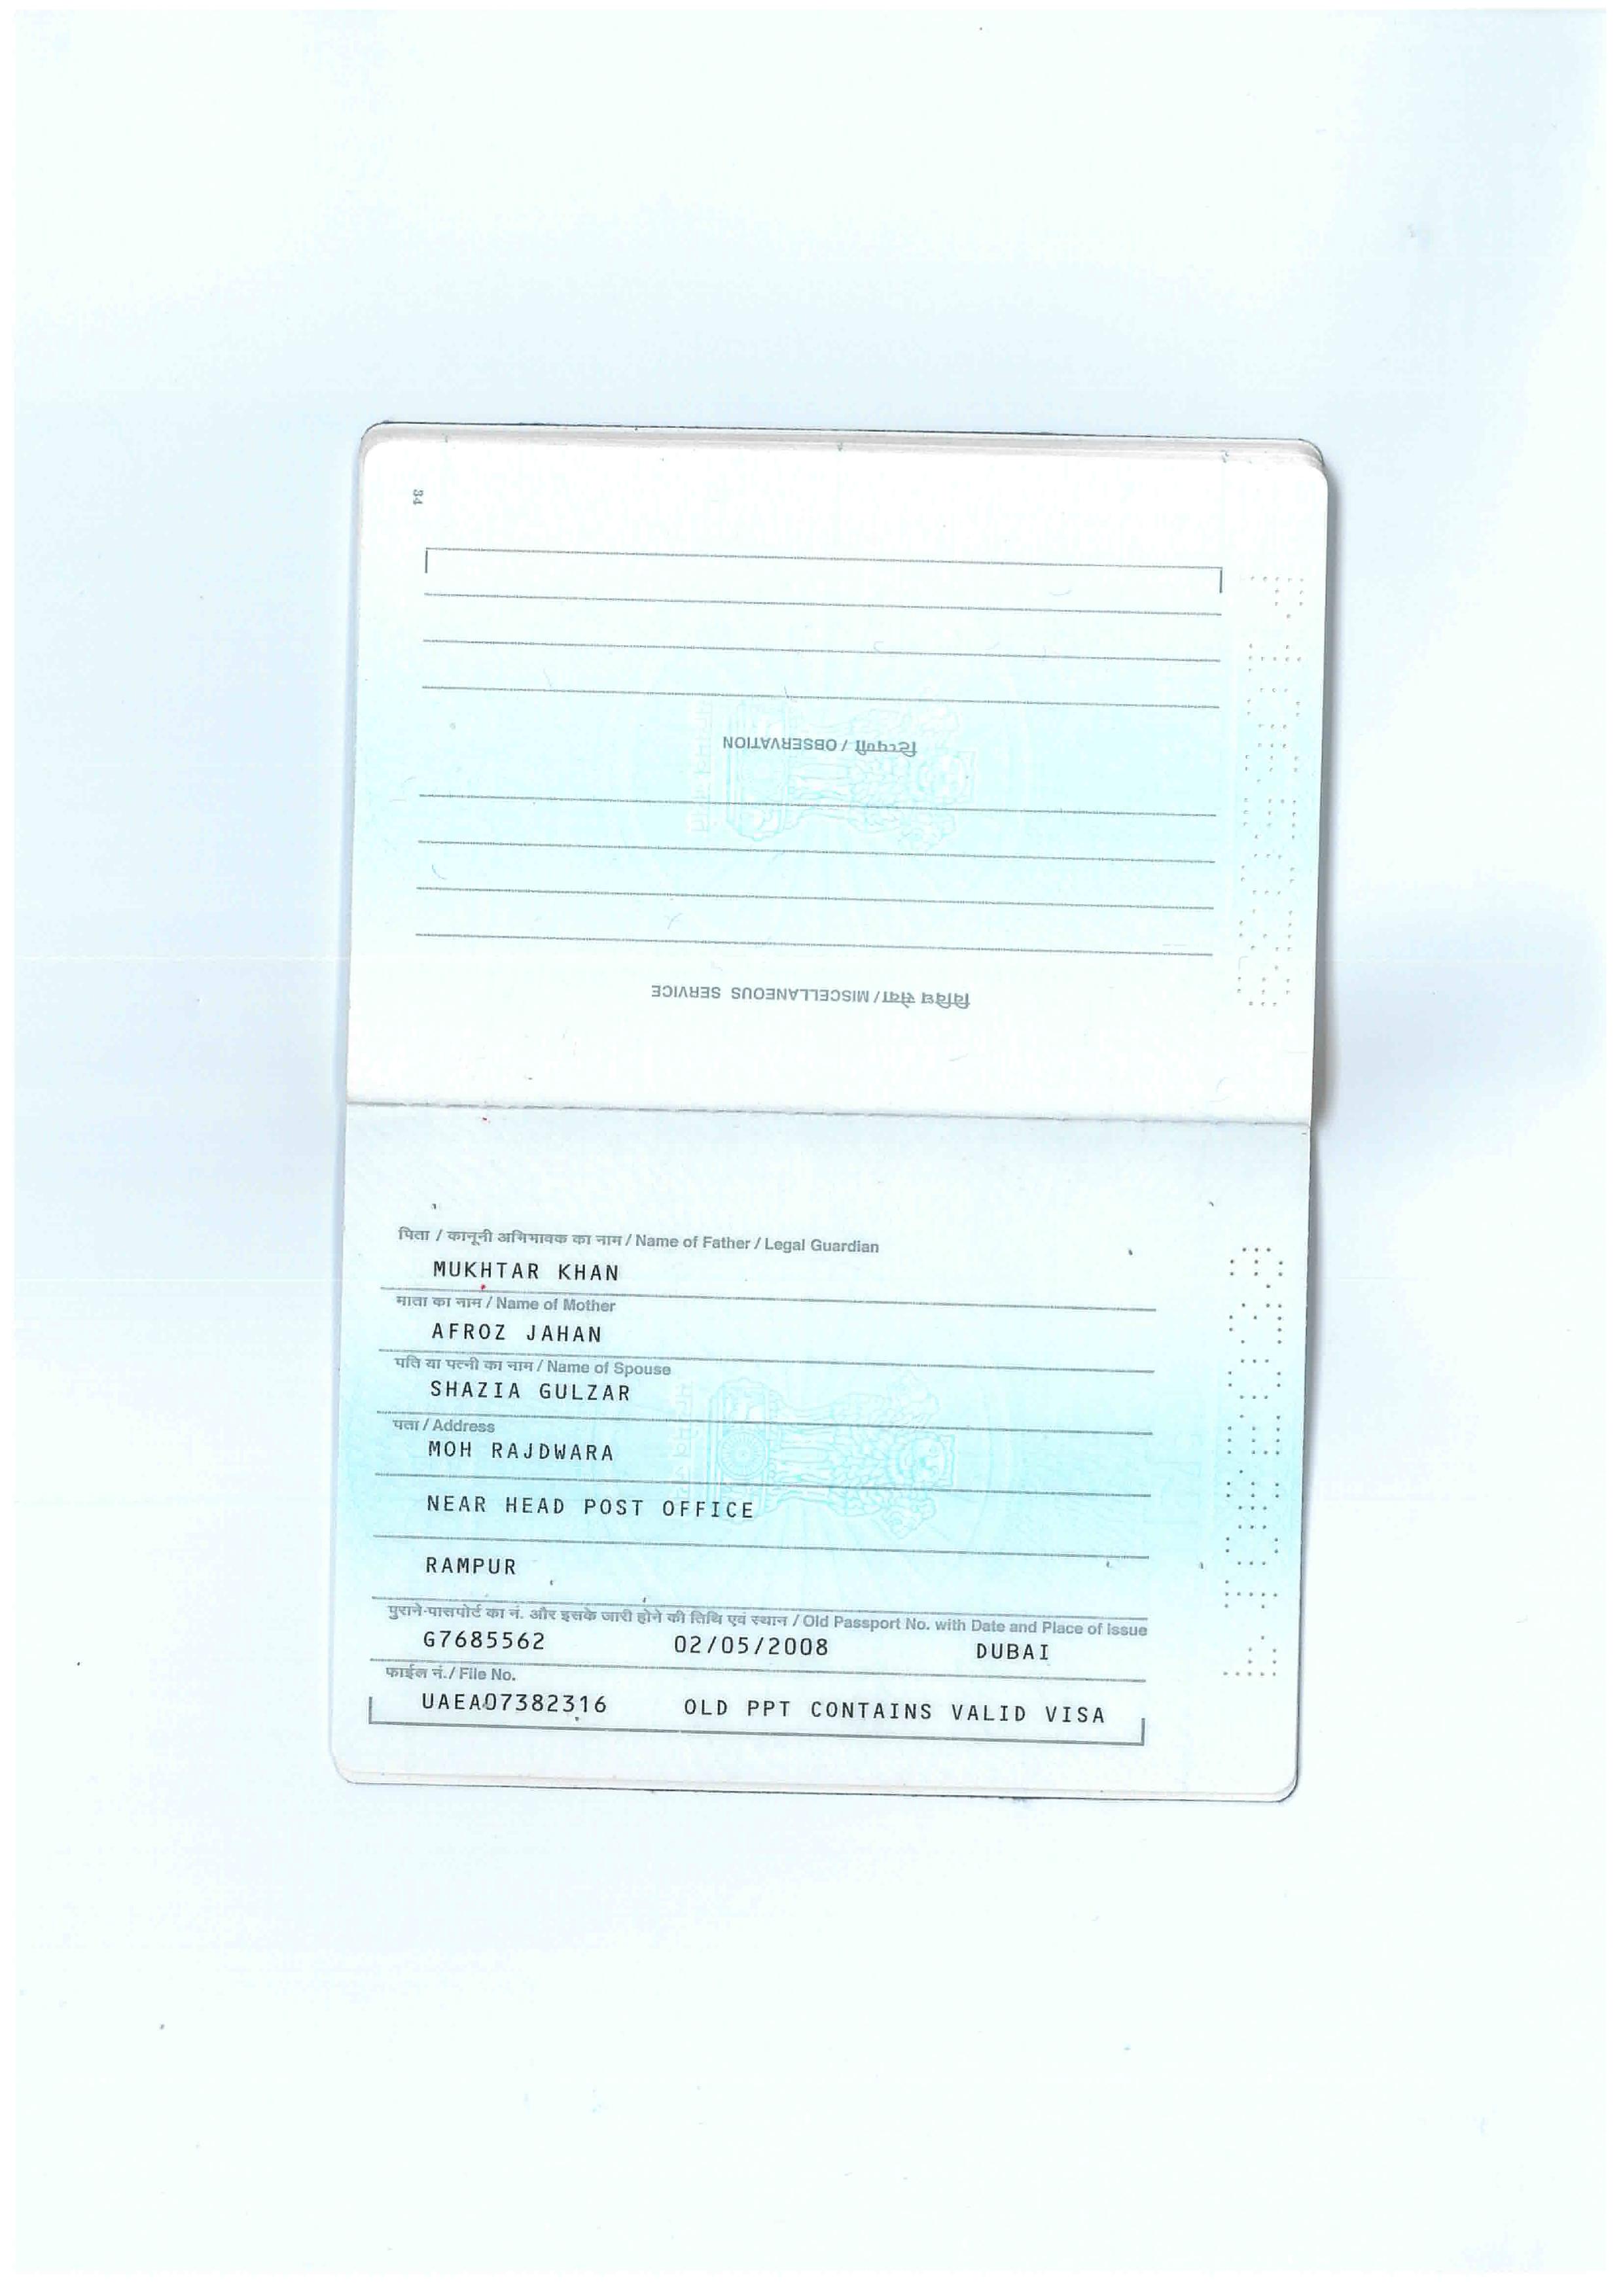 34
टिप्पणी / OBSERVATION
विविध सेवा / MISCELLANEOUS SERVICE
पिता / कानूनी अभिभावक का नाम / Name of Father / Legal Guardian
MUKHTAR KHAN
माता का नाम / Name of Mother
AFROZ JAHAN
पति या पत्नी का नाम / Name of Spouse
SHAZIA GULZAR
पता / Address
MOH RAJDWARA
NEAR HEAD POST OFFICE
RAMPUR
पुराने पासपोर्ट का नं. और इसके जारी होने की तिथि एवं स्थान / Old Passport No. with Date and Place of Issue
G7685562 02/05/2008 DUBAI
फाईल नं. / File No.
UAEA07382316 OLD PPT CONTAINS VALID VISA